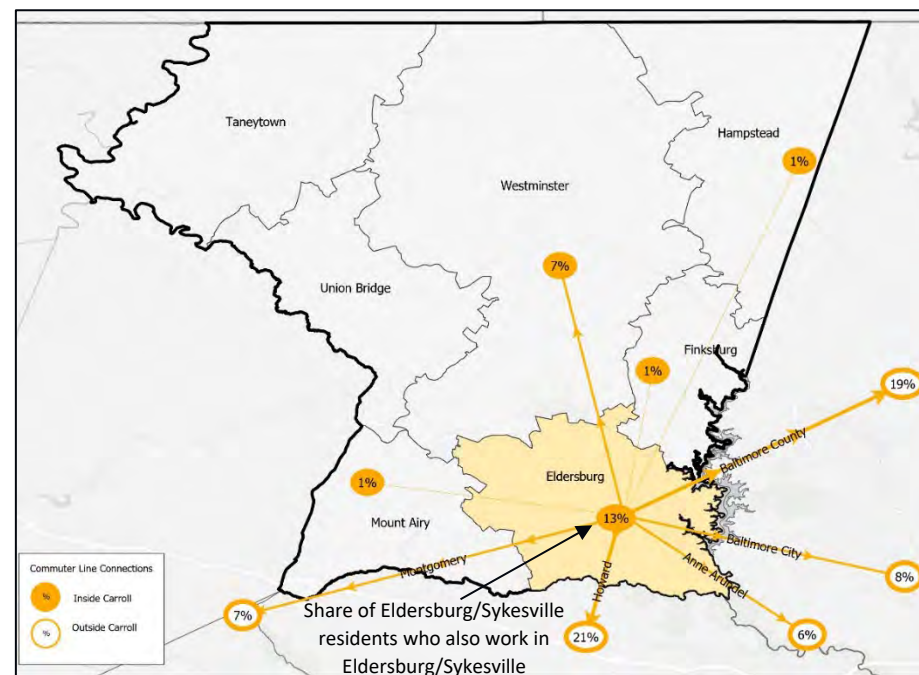 Taneytown
Hampstead
1%
Westminster
7%
Union Bridge
Finksburg
1%
19%
Baltimore County
Eldersburg
1%
13%
Mount Airy
Baltimore City
Montgomery
Anne Arundel
Howard
8%
7%
21%
6%
Share of Eldersburg/Sykesville
residents who also work in
Eldersburg/Sykesville
Commuter Line Connections
% Inside Carroll
% Outside Carroll